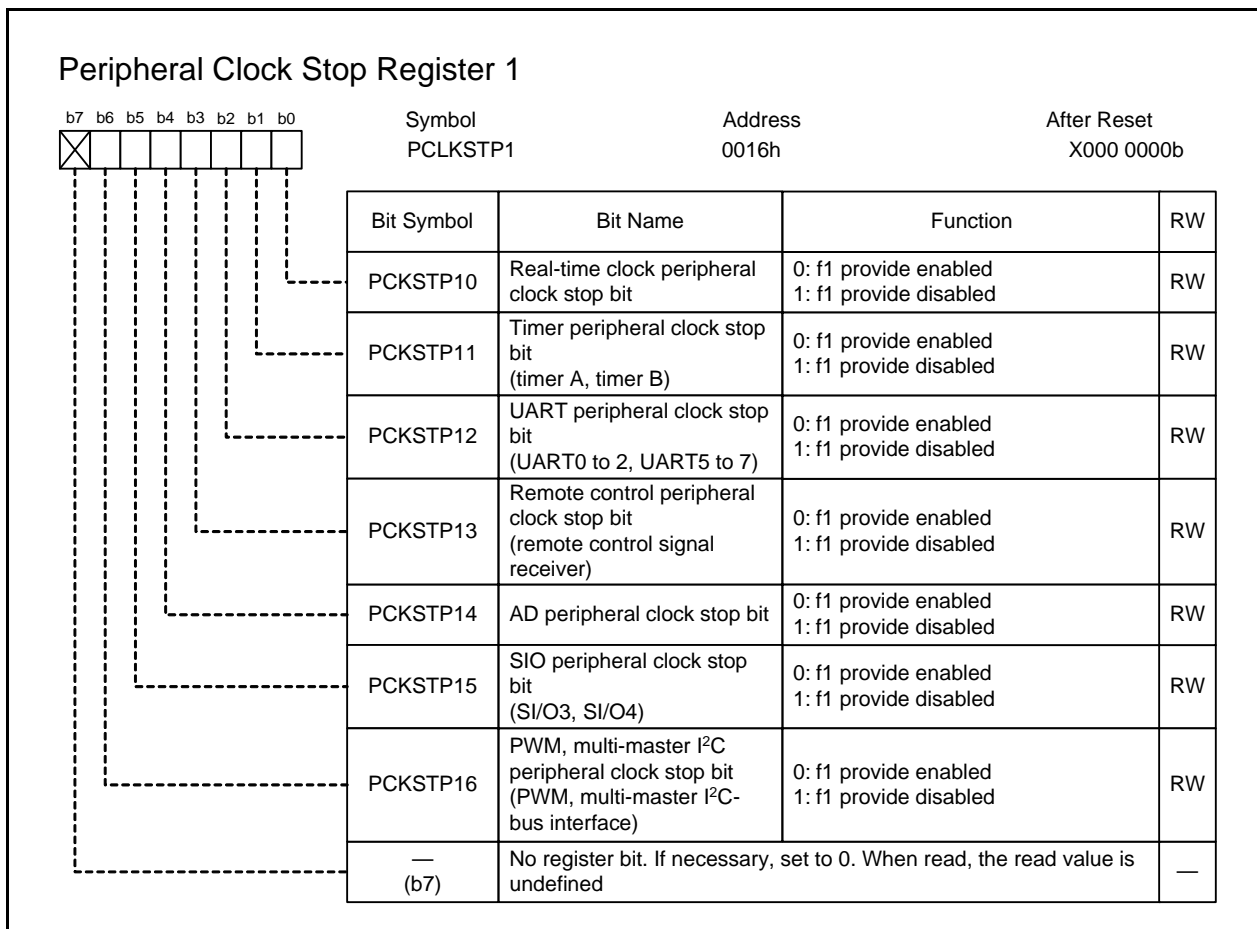 Peripheral Clock Stop Register 1
b7 b6 b5 b4 b3 b2 b1 b0
Symbol Address After Reset
PCLKSTP1 0016h X000 0000b
Bit Symbol Bit Name Function RW
PCKSTP10
Real-time clock peripheral
clock stop bit
0: f1 provide enabled
1: f1 provide disabled
RW
PCKSTP11
Timer peripheral clock stop
bit
(timer A, timer B)
0: f1 provide enabled
1: f1 provide disabled
RW
PCKSTP12
UART peripheral clock stop
bit
(UART0 to 2, UART5 to 7)
0: f1 provide enabled
1: f1 provide disabled
RW
PCKSTP13
Remote control peripheral
clock stop bit
(remote control signal
receiver)
0: f1 provide enabled
1: f1 provide disabled
RW
PCKSTP14
AD peripheral clock stop bit
0: f1 provide enabled
1: f1 provide disabled
RW
PCKSTP15
SIO peripheral clock stop
bit
(SI/O3, SI/O4)
0: f1 provide enabled
1: f1 provide disabled
RW
PCKSTP16
PWM, multi-master I²C
peripheral clock stop bit
(PWM, multi-master I²C-
bus interface)
0: f1 provide enabled
1: f1 provide disabled
RW
—
(b7)
No register bit. If necessary, set to 0. When read, the read value is
undefined
—